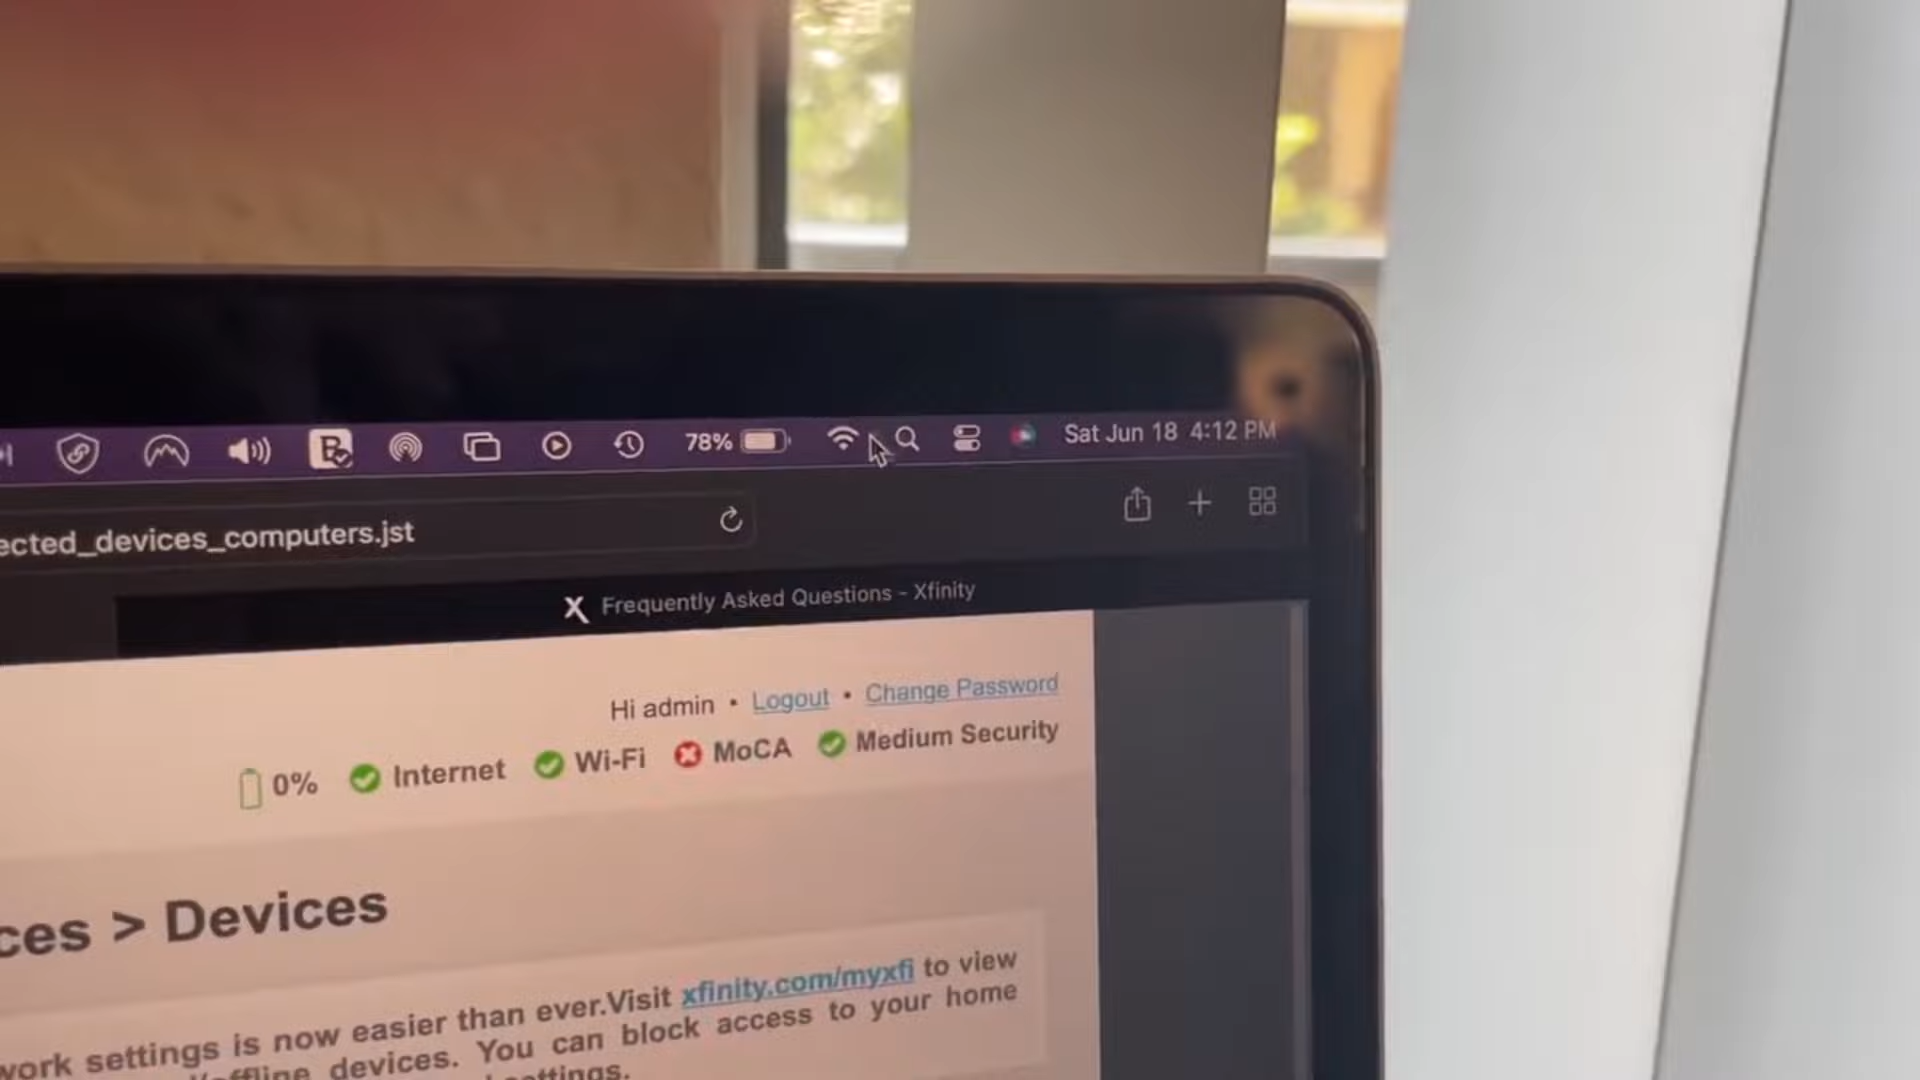 78% Sat Jun 18 4:12 PM
ected_devices_computers.jst
X Frequently Asked Questions - Xfinity
Hi admin • Logout • Change Password
0% Internet Wi-Fi MoCA Medium Security
ces > Devices
work settings is now easier than ever.Visit xfinity.com/myxfi to view
offline devices. You can block access to your home
settings.